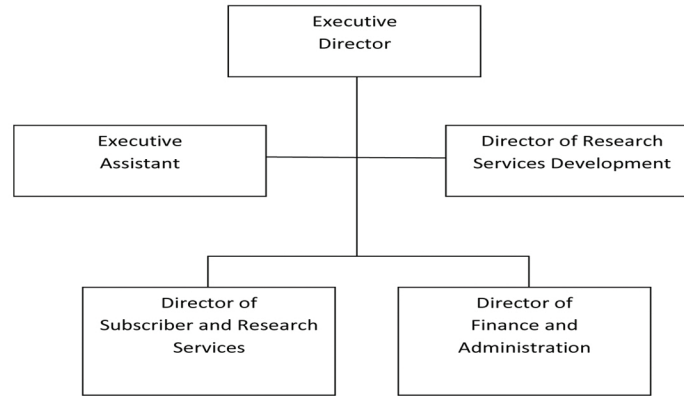 Executive
Director
Executive
Assistant
Director of Research
Services Development
Director of
Subscriber and Research
Services
Director of
Finance and
Administration